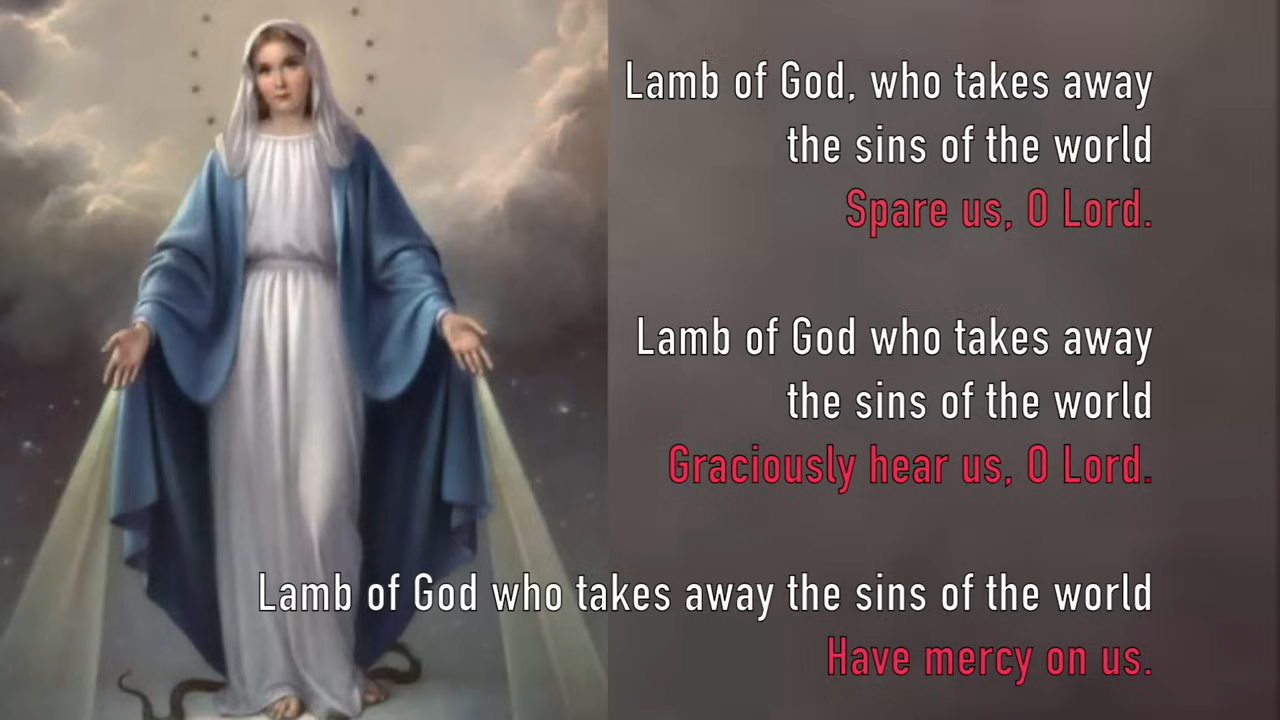 Lamb of God, who takes away
the sins of the world
Spare us, O Lord.
Lamb of God who takes away
the sins of the world
Graciously hear us, O Lord.
Lamb of God who takes away the sins of the world
Have mercy on us.